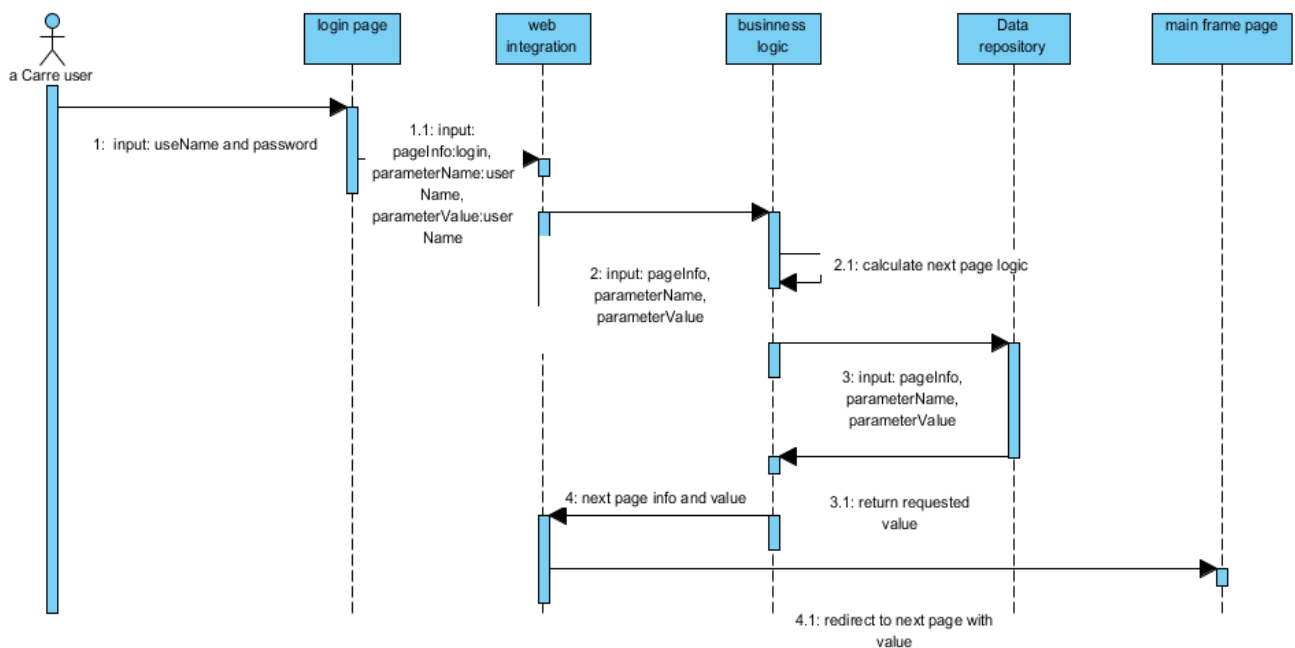 login page
web
integration
businness
logic
Data
repository
main frame page
a Carre user
1:  input: useName and password
1.1: input:
pageInfo:login,
parameterName:user
Name,
parameterValue:user
Name
2: input: pageInfo,
parameterName,
parameterValue
2.1: calculate next page logic
3: input: pageInfo,
parameterName,
parameterValue
3.1: return requested
value
4: next page info and value
4.1: redirect to next page with
value